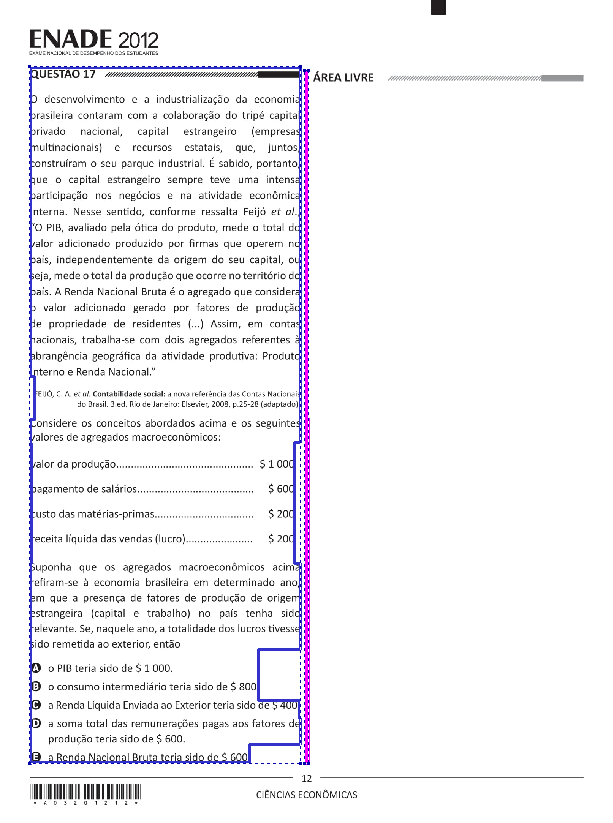 ENADE 2012
EXAME NACIONAL DE DESEMPENHO DOS ESTUDANTES
QUESTÃO 17
O desenvolvimento e a industrialização da economia
brasileira contaram com a colaboração do tripé capital
privado nacional, capital estrangeiro (empresas
multinacionais) e recursos estatais, que, juntos,
construíram o seu parque industrial. É sabido, portanto,
que o capital estrangeiro sempre teve uma intensa
participação nos negócios e na atividade econômica
interna. Nesse sentido, conforme ressalta Feijó et al.,
“O PIB, avaliado pela ótica do produto, mede o total do
valor adicionado produzido por firmas que operem no
país, independentemente da origem do seu capital, ou
seja, mede o total da produção que ocorre no território do
país. A Renda Nacional Bruta é o agregado que considera
o valor adicionado gerado por fatores de produção
de propriedade de residentes (...) Assim, em contas
nacionais, trabalha-se com dois agregados referentes à
abrangência geográfica da atividade produtiva: Produto
Interno e Renda Nacional.”
FEIJÓ, C. A. et al. Contabilidade social: a nova referência das Contas Nacionais
do Brasil. 3 ed. Rio de Janeiro: Elsevier, 2008, p.25-28 (adaptado).
Considere os conceitos abordados acima e os seguintes
valores de agregados macroeconômicos:
valor da produção............................................... $ 1 000
pagamento de salários........................................ $ 600
custo das matérias-primas.................................. $ 200
receita líquida das vendas (lucro)....................... $ 200
Suponha que os agregados macroeconômicos acima
refiram-se à economia brasileira em determinado ano,
em que a presença de fatores de produção de origem
estrangeira (capital e trabalho) no país tenha sido
relevante. Se, naquele ano, a totalidade dos lucros tivesse
sido remetida ao exterior, então
A o PIB teria sido de $ 1 000.
B o consumo intermediário teria sido de $ 800.
C a Renda Líquida Enviada ao Exterior teria sido de $ 400.
D a soma total das remunerações pagas aos fatores de
produção teria sido de $ 600.
E a Renda Nacional Bruta teria sido de $ 600.
ÁREA LIVRE
12
CIÊNCIAS ECONÔMICAS
*A03201212*